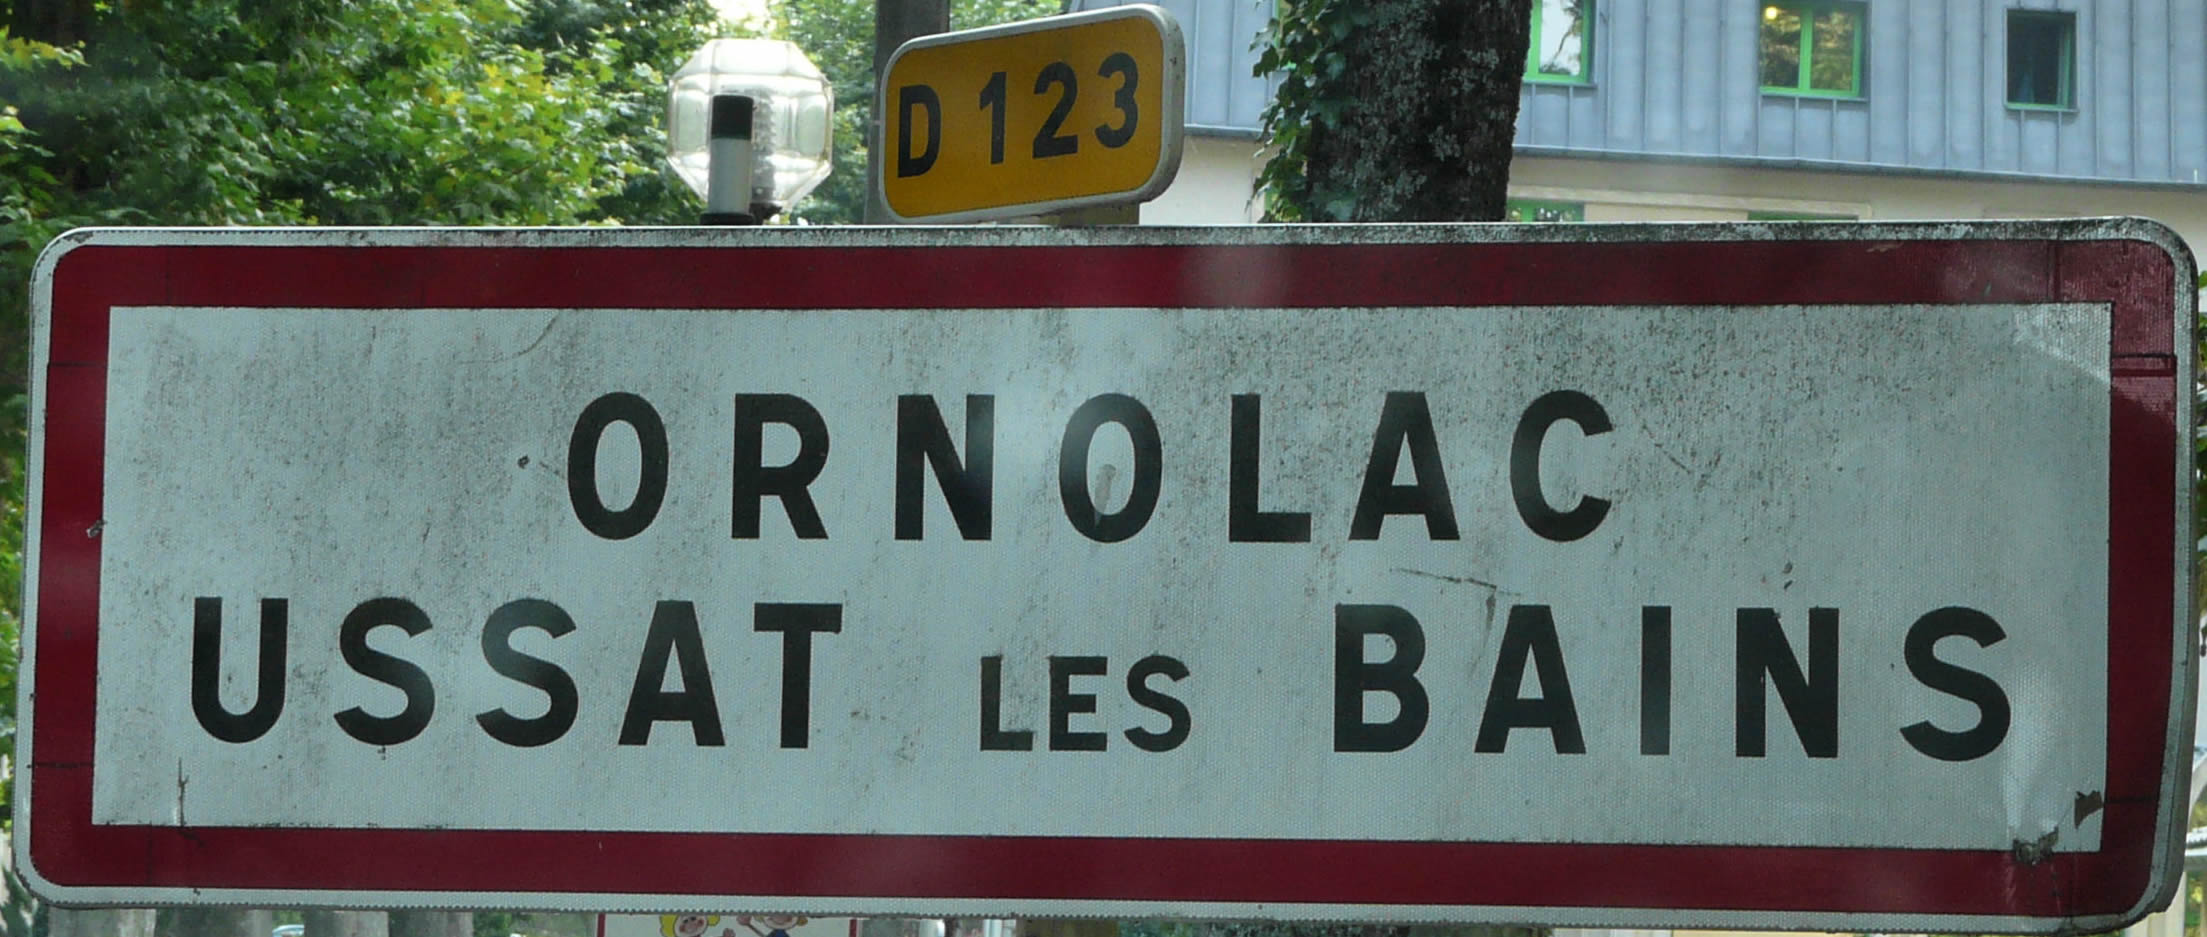 D 123
ORNOLAC
USSAT LES BAINS